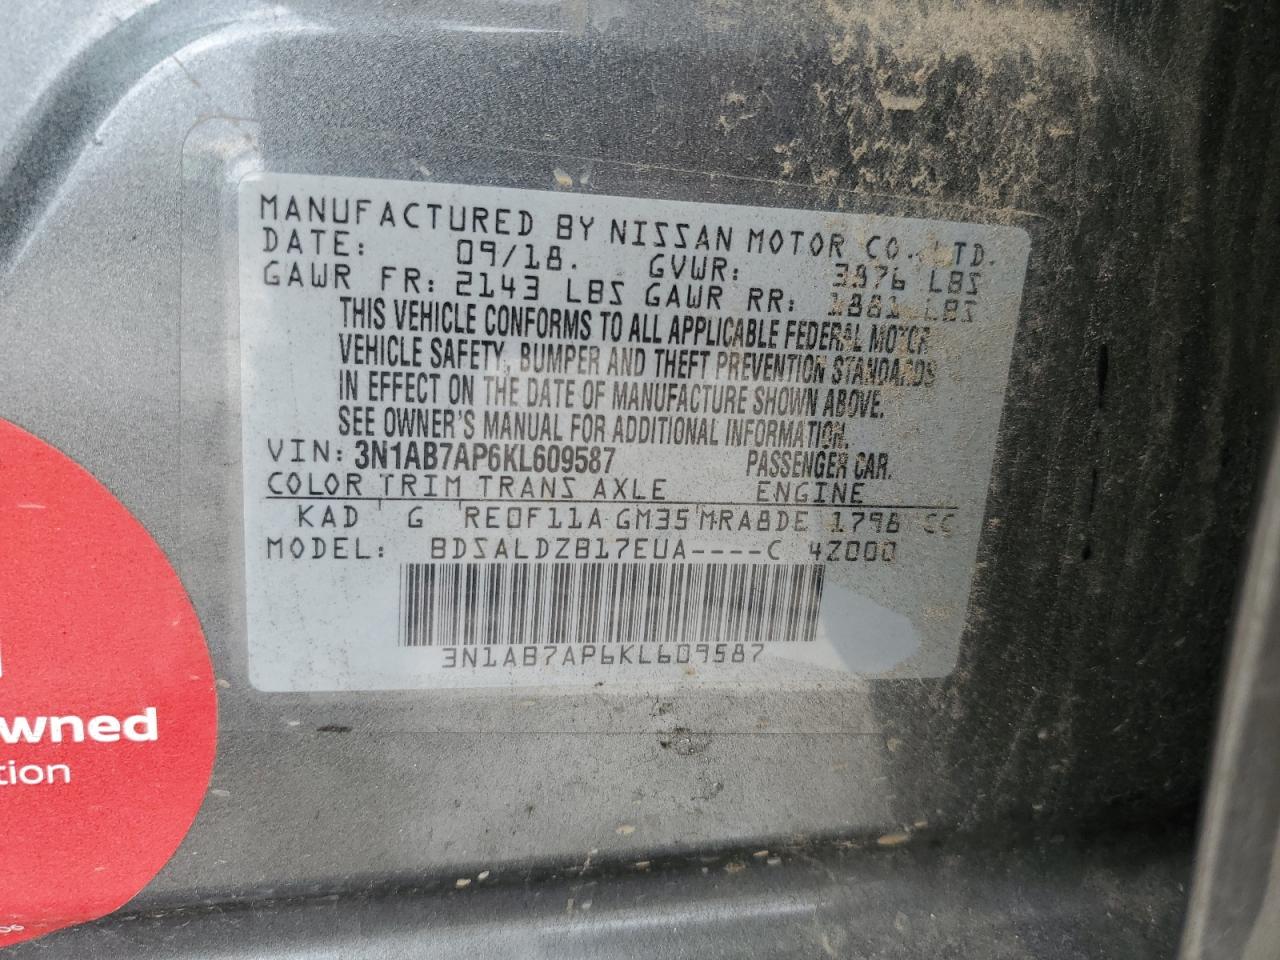 MANUFACTURED BY NISSAN MOTOR CO., LTD.
DATE: 09/18. GVWR: 3976 LBS
GAWR FR: 2143 LBS GAWR RR: 1881 LBS
THIS VEHICLE CONFORMS TO ALL APPLICABLE FEDERAL MOTOR
VEHICLE SAFETY, BUMPER AND THEFT PREVENTION STANDARDS
IN EFFECT ON THE DATE OF MANUFACTURE SHOWN ABOVE.
SEE OWNER'S MANUAL FOR ADDITIONAL INFORMATION.
VIN: 3N1AB7AP6KL609587 PASSENGER CAR.
COLOR TRIM TRANS AXLE ENGINE
KAD G RE0F11A GM35 MRA8DE 1798 CC
MODEL: BDSALDZB17EUA----C 4Z000
3N1AB7AP6KL609587
wned
tion